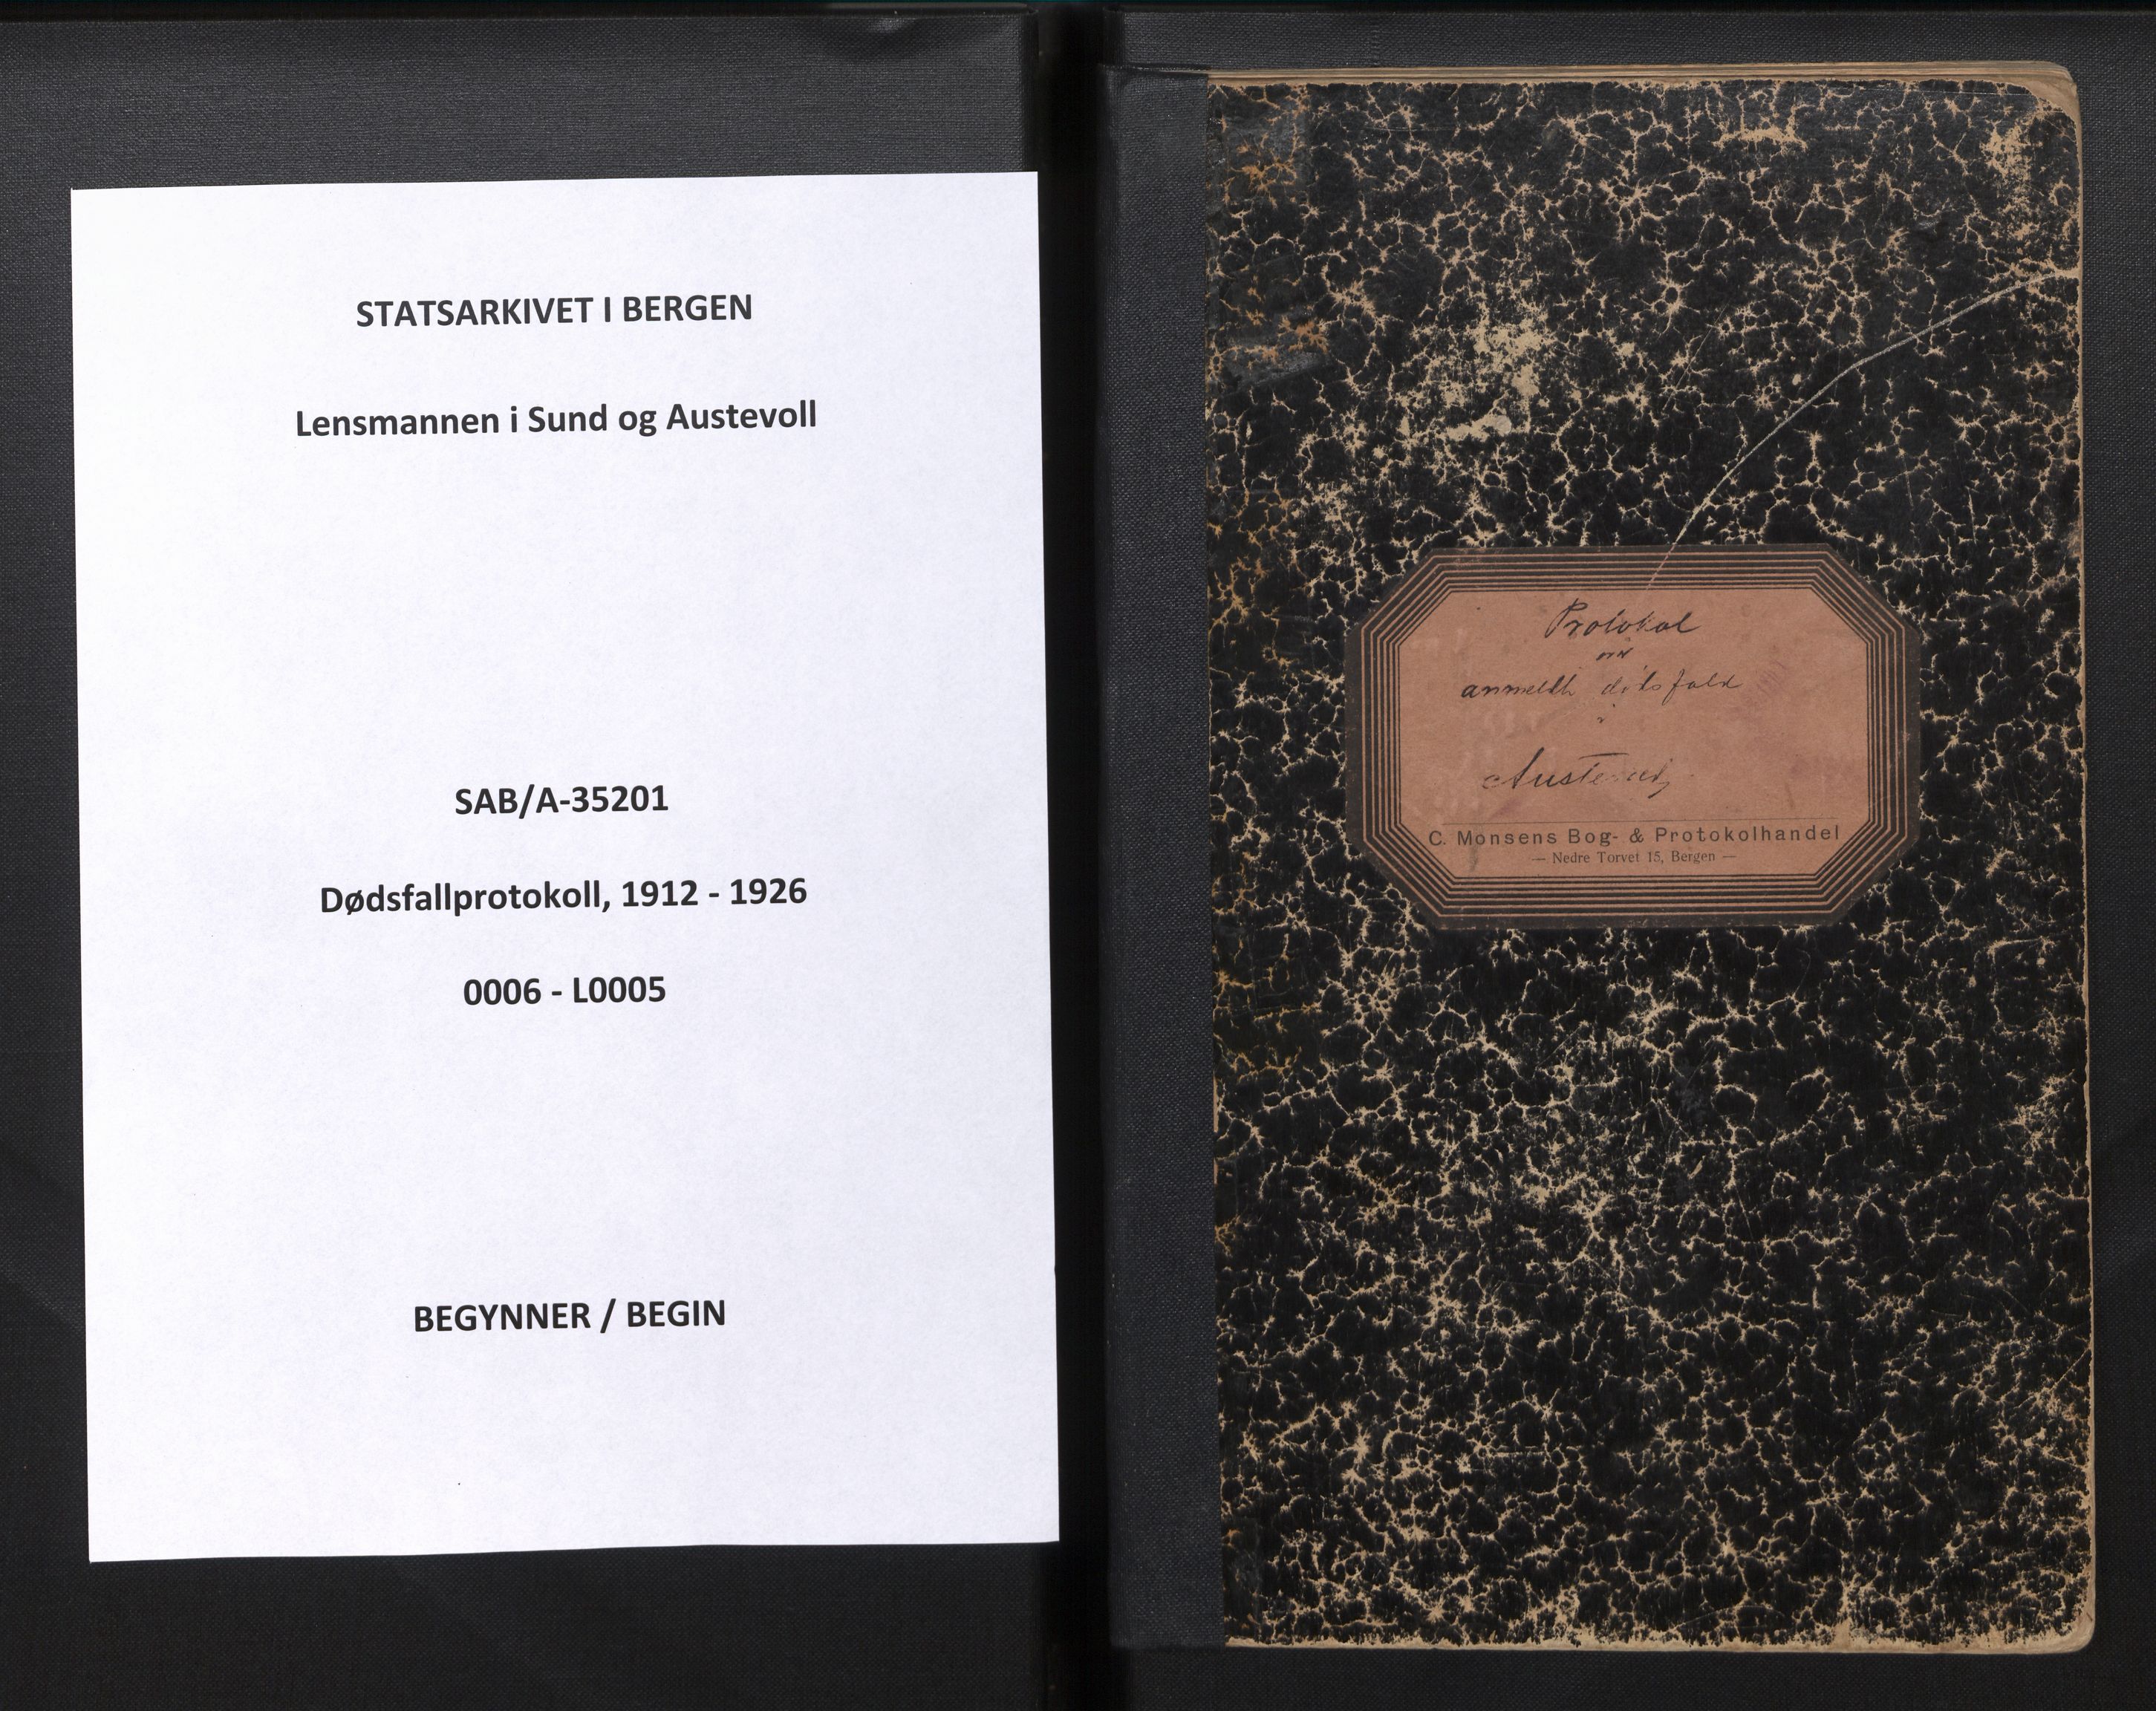 STATSARKIVET I BERGEN
Lensmannen i Sund og Austevoll
SAB/A-35201
Dødsfallprotokoll, 1912 - 1926
0006 - L0005
BEGYNNER / BEGIN
Protokol
over
anmeldte dødsfald
i
C. Monsens Bog- & Protokolhandel
— Nedre Torvet 15, Bergen —